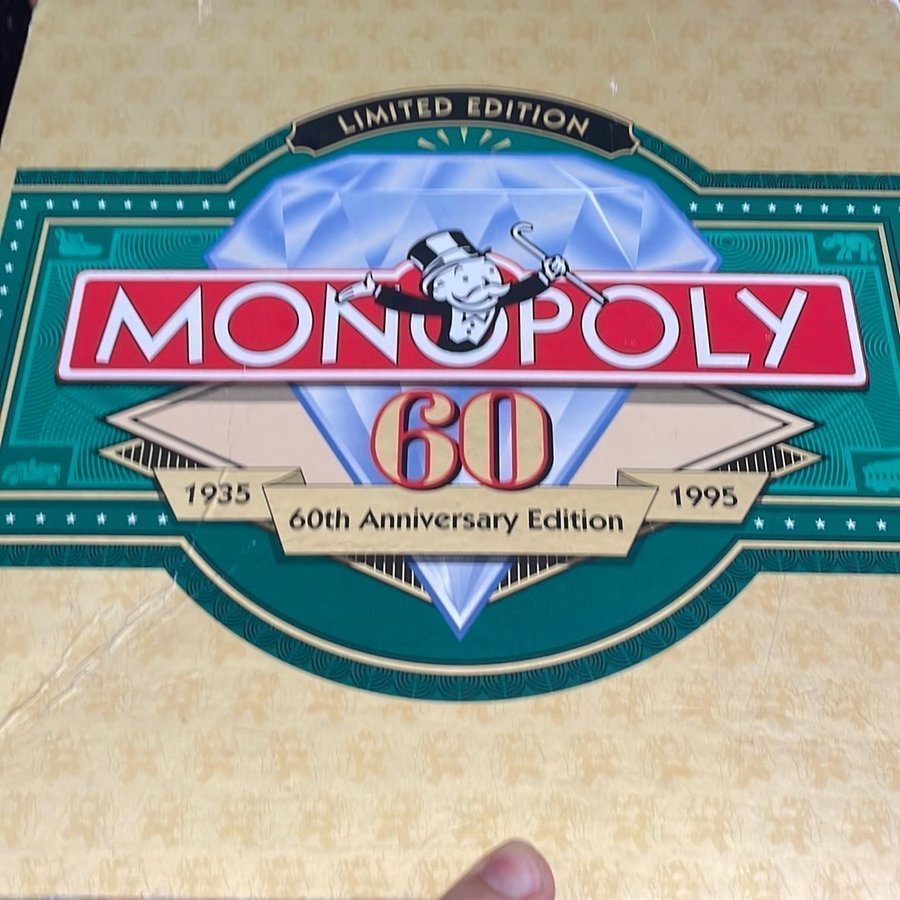 LIMITED EDITION
MONOPOLY
60
1935
60th Anniversary Edition
1995